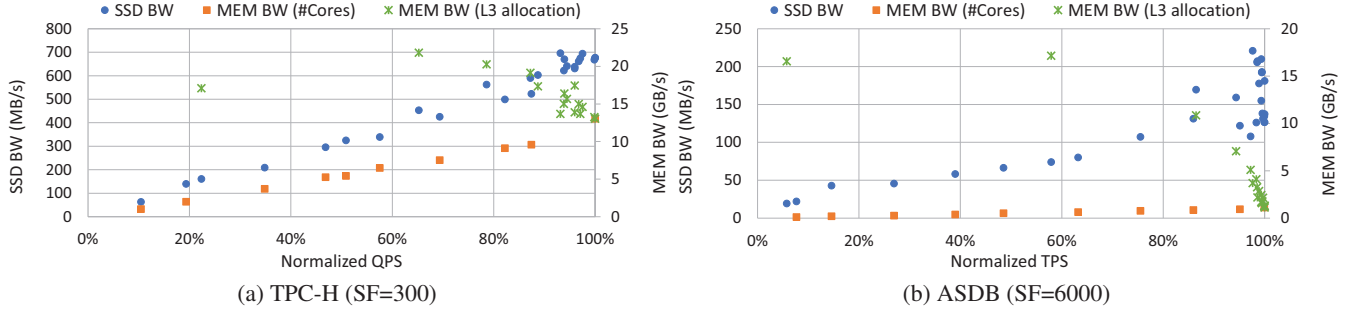 SSD BW MEM BW (#Cores) MEM BW (L3 allocation)
800
700
600
500
400
300
200
100
0
SSD BW (MB/s)
25
20
15
10
5
0
MEM BW (GB/s)
0% 20% 40% 60% 80% 100%
Normalized QPS
(a) TPC-H (SF=300)
SSD BW MEM BW (#Cores) MEM BW (L3 allocation)
250
200
150
100
50
0
SSD BW (MB/s)
20
15
10
5
0
MEM BW (GB/s)
0% 20% 40% 60% 80% 100%
Normalized TPS
(b) ASDB (SF=6000)